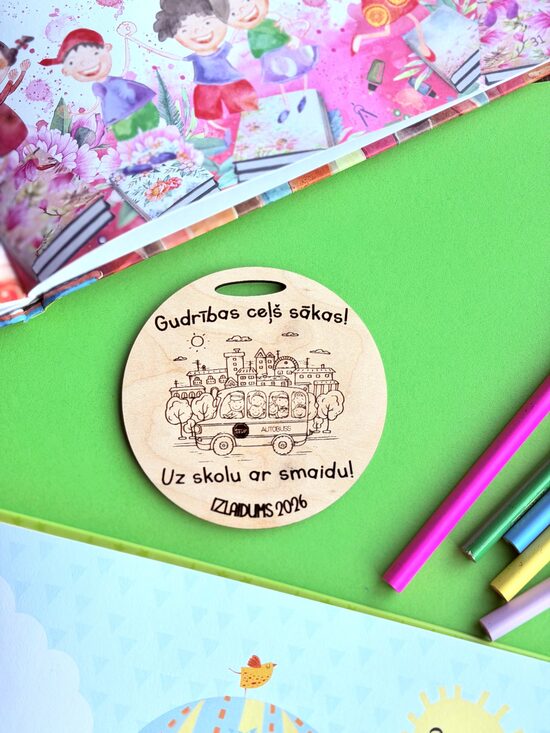 Gudrības ceļš sākas!
AUTOBUSS
Uz skolu ar smaidu!
IZLAIDUMS 2026